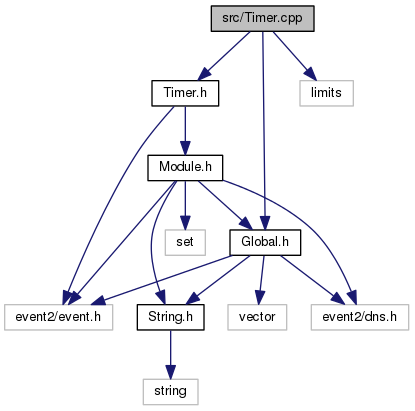 src/Timer.cpp
Timer.h
limits
Module.h
set
Global.h
event2/event.h
String.h
vector
event2/dns.h
string